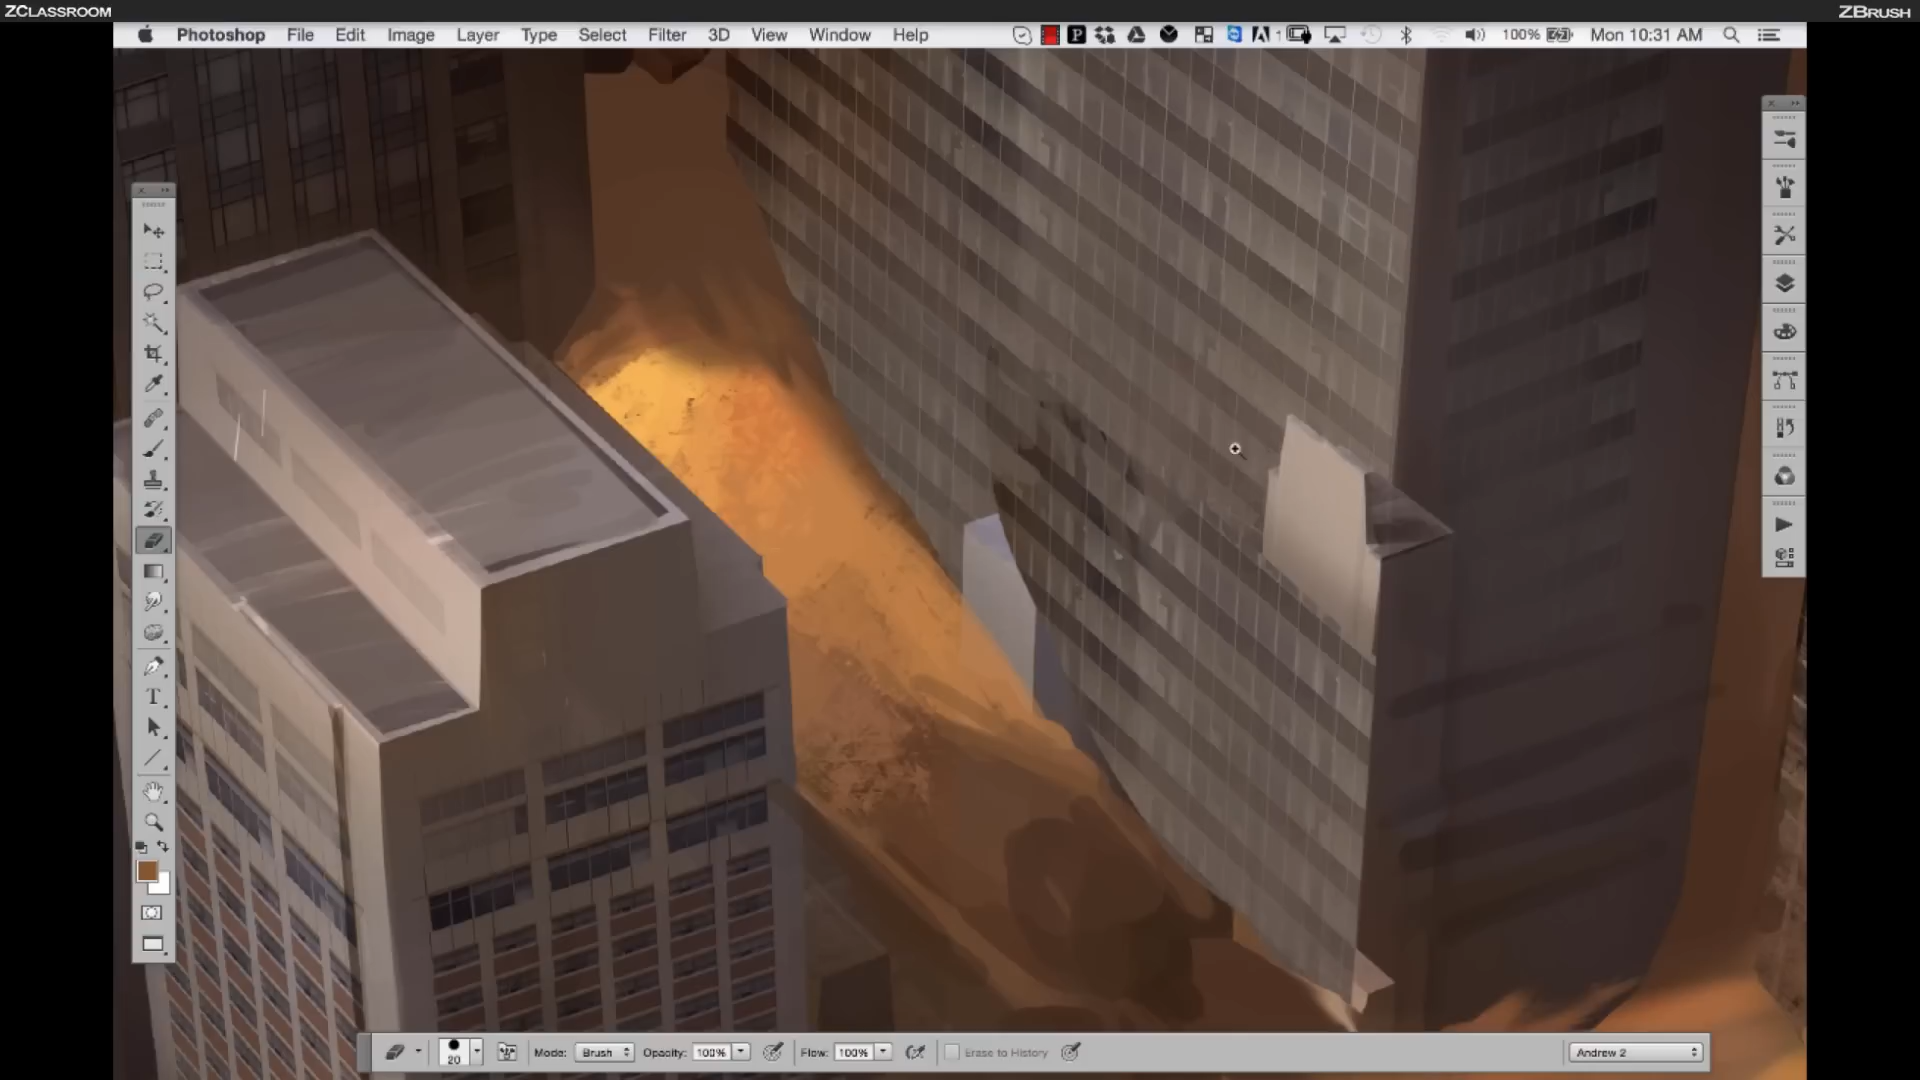 ZCLASSROOM
ZBRUSH
Photoshop File Edit Image Layer Type Select Filter 3D View Window Help
1 100% Mon 10:31 AM
20 Mode: Brush Opacity: 100% Flow: 100% Erase to History Andrew 2